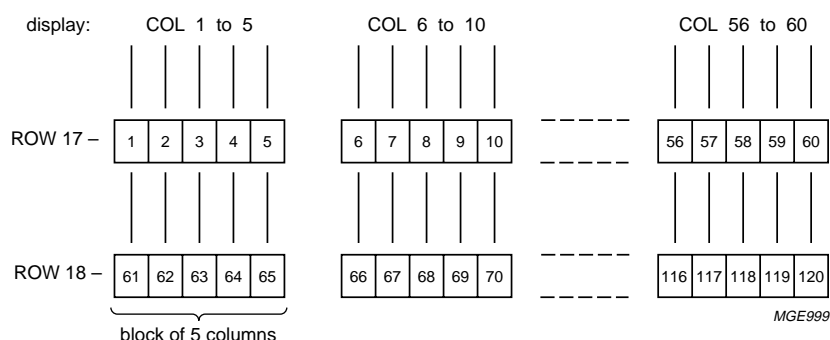 display: COL 1 to 5 COL 6 to 10 COL 56 to 60
ROW 17 – 1 2 3 4 5 6 7 8 9 10 56 57 58 59 60
ROW 18 – 61 62 63 64 65 66 67 68 69 70 116 117 118 119 120
MGE999
block of 5 columns